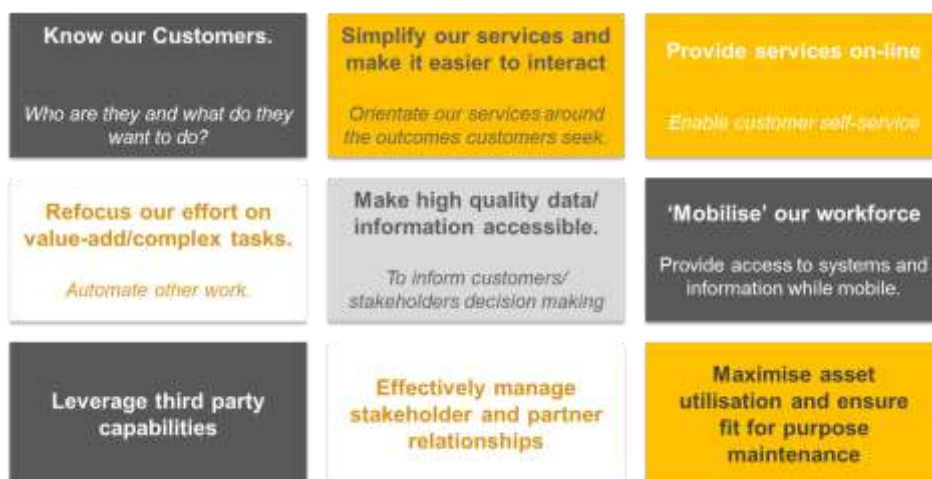 Know our Customers.
Who are they and what do they
want to do?
Simplify our services and
make it easier to interact
Orientate our services around
the outcomes customers seek.
Provide services on-line
Enable customer self-service
Refocus our effort on
value-add/complex tasks.
Automate other work.
Make high quality data/
information accessible.
To inform customers/
stakeholders decision making
‘Mobilise’ our workforce
Provide access to systems and
information while mobile.
Leverage third party
capabilities
Effectively manage
stakeholder and partner
relationships
Maximise asset
utilisation and ensure
fit for purpose
maintenance